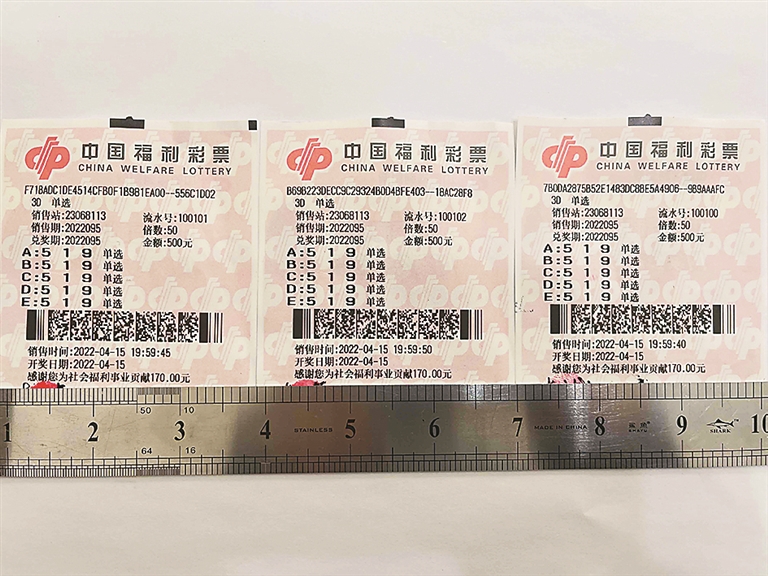 中国福利彩票
CHINA WELFARE LOTTERY
F718ADC1DE4514CFB0F1B981EA00--556C1D02
3D 单选
销售站:23068113 流水号:100101
销售期:2022095 倍数:50
兑奖期:2022095 金额:500元
A:5 1 9 单选
B:5 1 9 单选
C:5 1 9 单选
D:5 1 9 单选
E:5 1 9 单选
销售时间:2022-04-15 19:59:45
开奖日期:2022-04-15
感谢您为社会福利事业贡献170.00元
中国福利彩票
CHINA WELFARE LOTTERY
B69B223DECC9C29324B0D4BFE403--18AC28F8
3D 单选
销售站:23068113 流水号:100102
销售期:2022095 倍数:50
兑奖期:2022095 金额:500元
A:5 1 9 单选
B:5 1 9 单选
C:5 1 9 单选
D:5 1 9 单选
E:5 1 9 单选
销售时间:2022-04-15 19:59:50
开奖日期:2022-04-15
感谢您为社会福利事业贡献170.00元
中国福利彩票
CHINA WELFARE LOTTERY
7B0DA2875B52E14B3DC8BE5A4906--9B9AAAFC
3D 单选
销售站:23068113 流水号:100100
销售期:2022095 倍数:50
兑奖期:2022095 金额:500元
A:5 1 9 单选
B:5 1 9 单选
C:5 1 9 单选
D:5 1 9 单选
E:5 1 9 单选
销售时间:2022-04-15 19:59:40
开奖日期:2022-04-15
感谢您为社会福利事业贡献170.00元
50 10
1 2 3 4 5 6 7 8 9 10
STAINLESS MADE IN CHINA SHARK
64 16